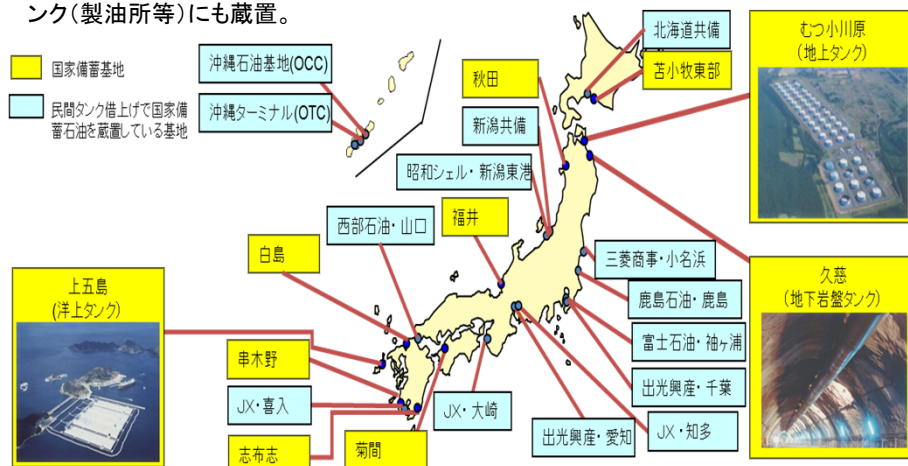 ンク(製油所等)にも蔵置。
国家備蓄基地
民間タンク借上げで国家備
蓄石油を蔵置している基地
沖縄石油基地(OCC)
沖縄ターミナル(OTC)
北海道共備
苫小牧東部
むつ小川原
(地上タンク)
秋田
新潟共備
昭和シェル・新潟東港
西部石油・山口
福井
白島
三菱商事・小名浜
久慈
(地下岩盤タンク)
上五島
(洋上タンク)
鹿島石油・鹿島
富士石油・袖ヶ浦
串木野
出光興産・千葉
JX・喜入
JX・大崎
出光興産・愛知
JX・知多
志布志
菊間